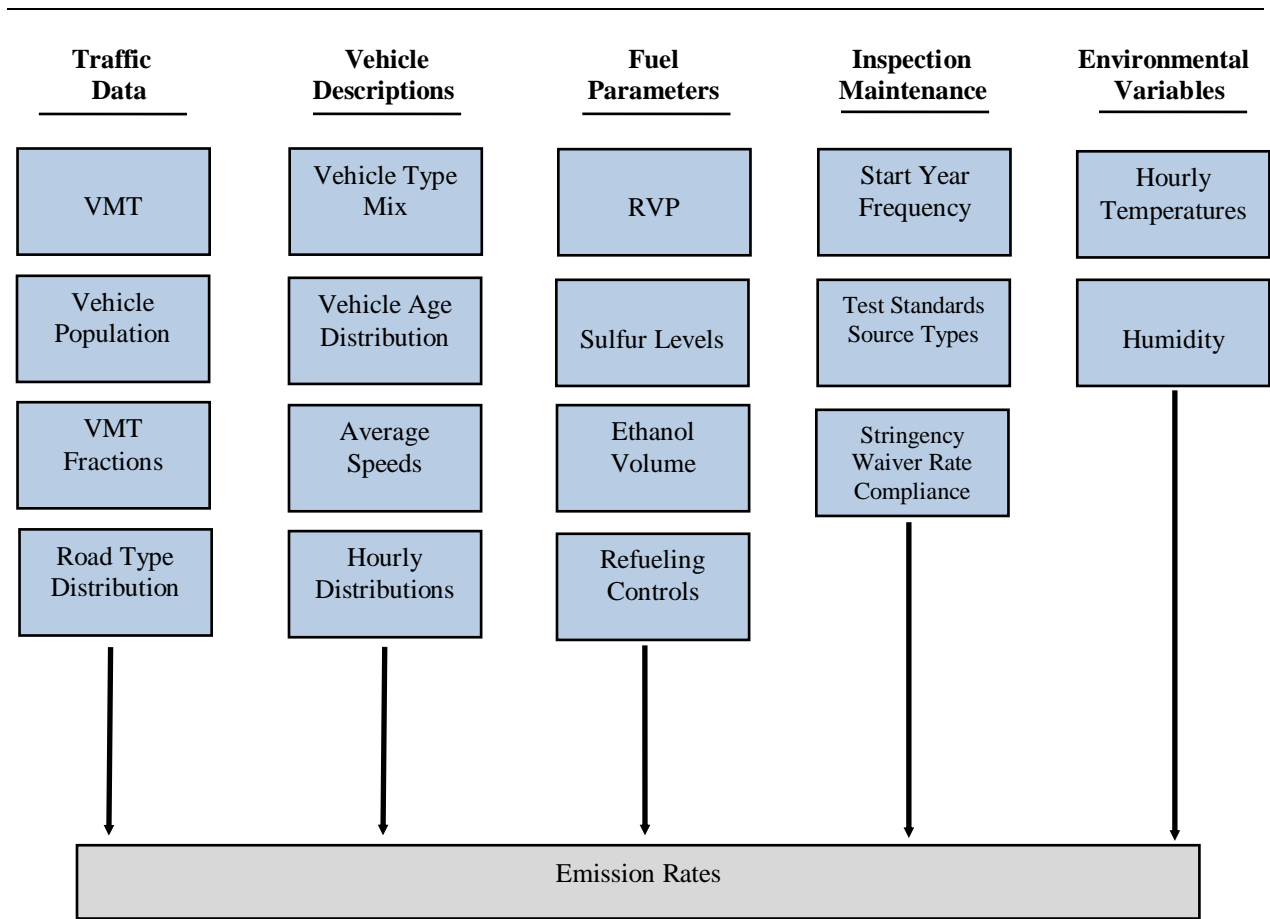 Traffic
Data
Vehicle
Descriptions
Fuel
Parameters
Inspection
Maintenance
Environmental
Variables
VMT
Vehicle
Population
VMT
Fractions
Road Type
Distribution
Vehicle Type
Mix
Vehicle Age
Distribution
Average
Speeds
Hourly
Distributions
RVP
Sulfur Levels
Ethanol
Volume
Refueling
Controls
Start Year
Frequency
Test Standards
Source Types
Stringency
Waiver Rate
Compliance
Hourly
Temperatures
Humidity
Emission Rates